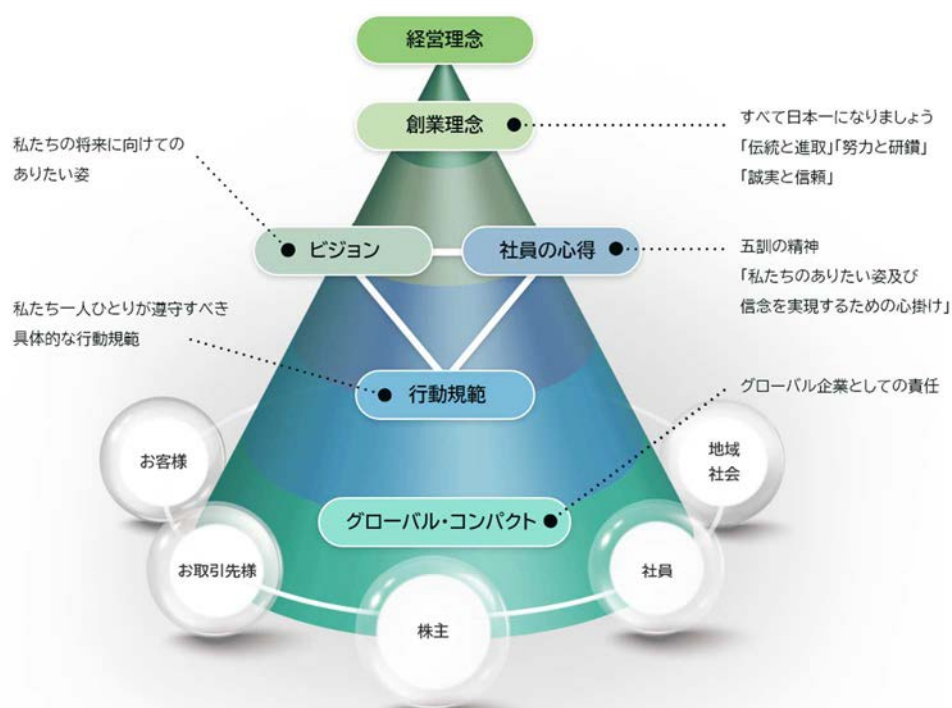 経営理念
創業理念
すべて日本一になりましょう
「伝統と進取」「努力と研鑽」
「誠実と信頼」
私たちの将来に向けての
ありたい姿
ビジョン
社員の心得
五訓の精神
「私たちのありたい姿及び
信念を実現するための心掛け」
私たち一人ひとりが遵守すべき
具体的な行動規範
行動規範
グローバル企業としての責任
お客様
地域
社会
グローバル・コンパクト
お取引先様
社員
株主